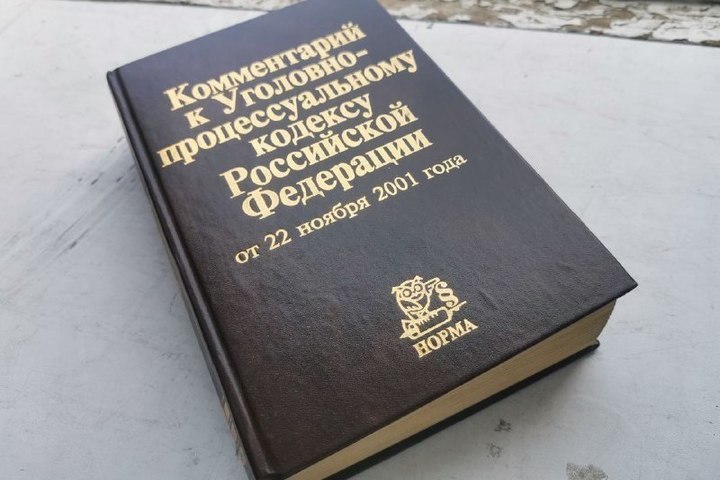 Комментарий
к Уголовно-
процессуальному
кодексу
Российской
Федерации
от 22 ноября 2001 года
НОРМА